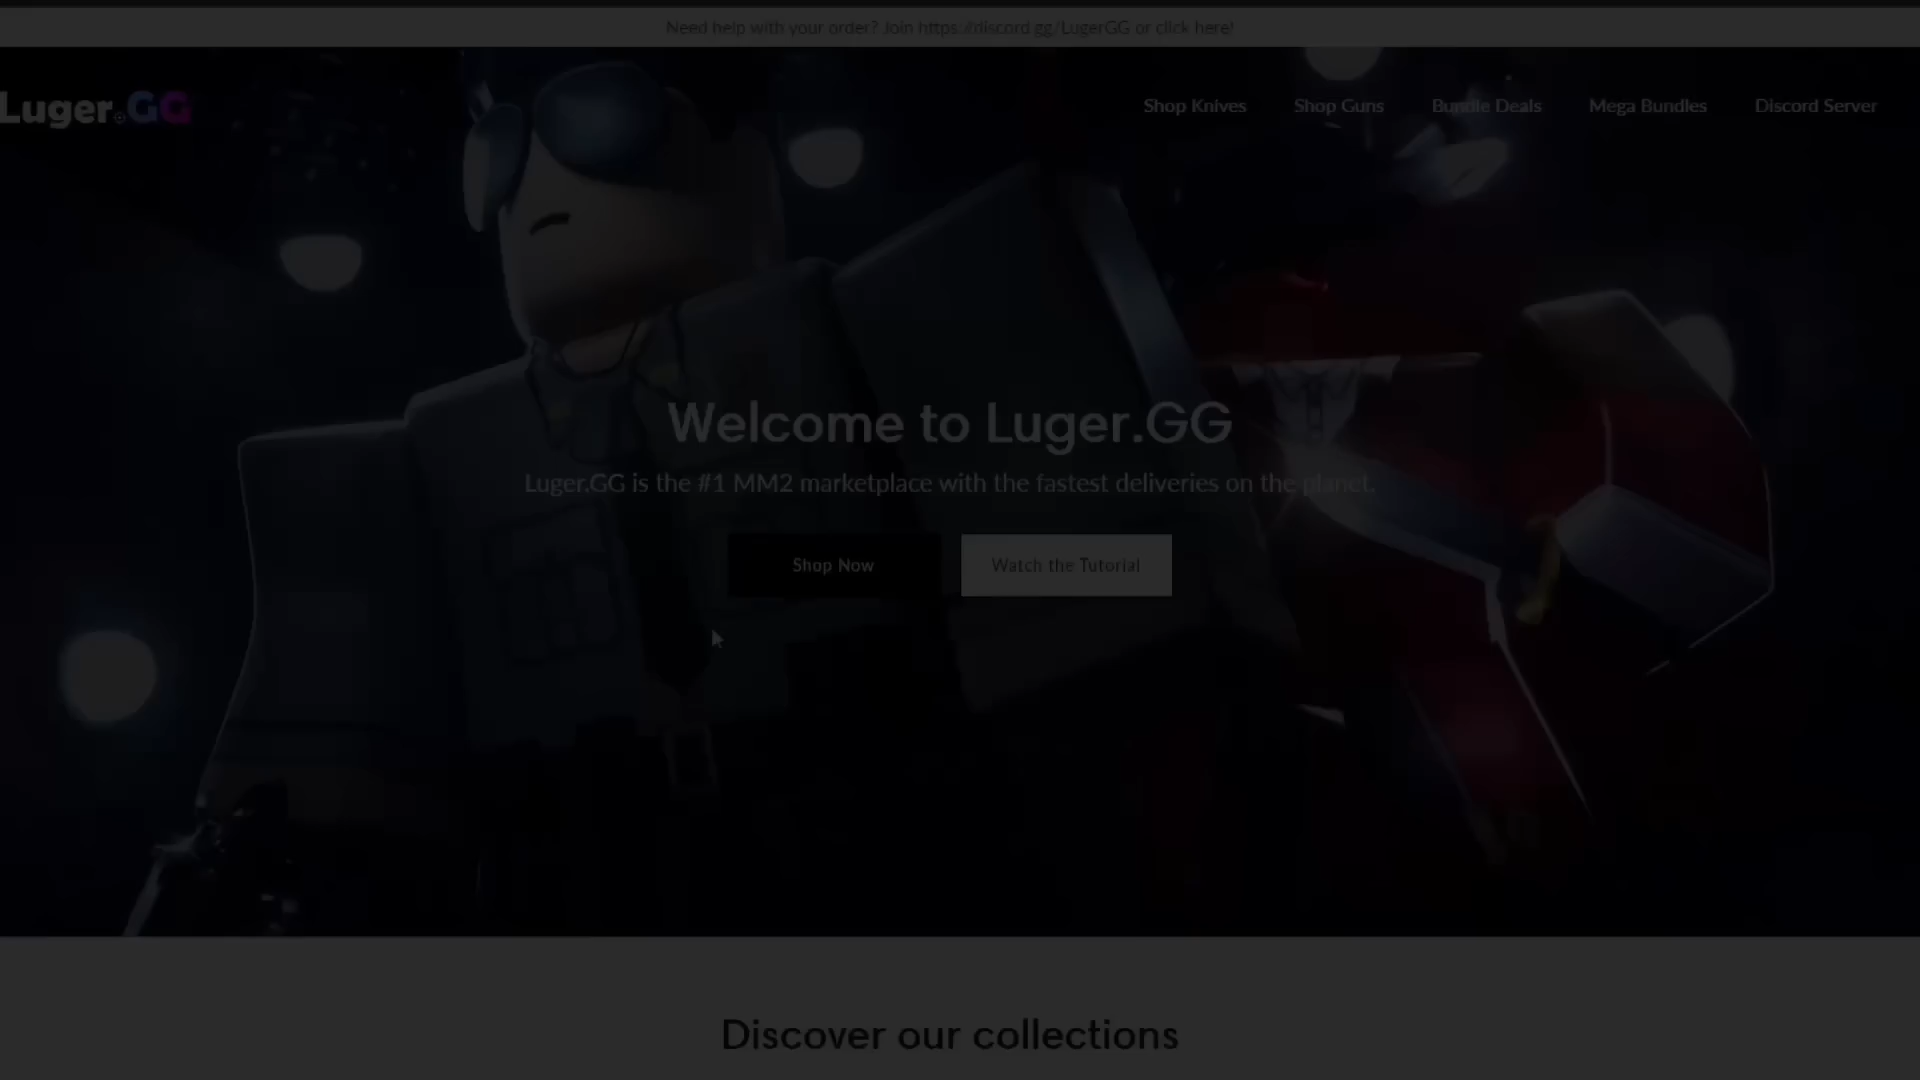 Need help with your order? Join https://discord.gg/LugerGG or click here!
Luger.GG
Shop Knives
Shop Guns
Bundle Deals
Mega Bundles
Discord Server
Welcome to Luger.GG
Luger.GG is the #1 MM2 marketplace with the fastest deliveries on the planet.
Shop Now
Watch the Tutorial
Discover our collections